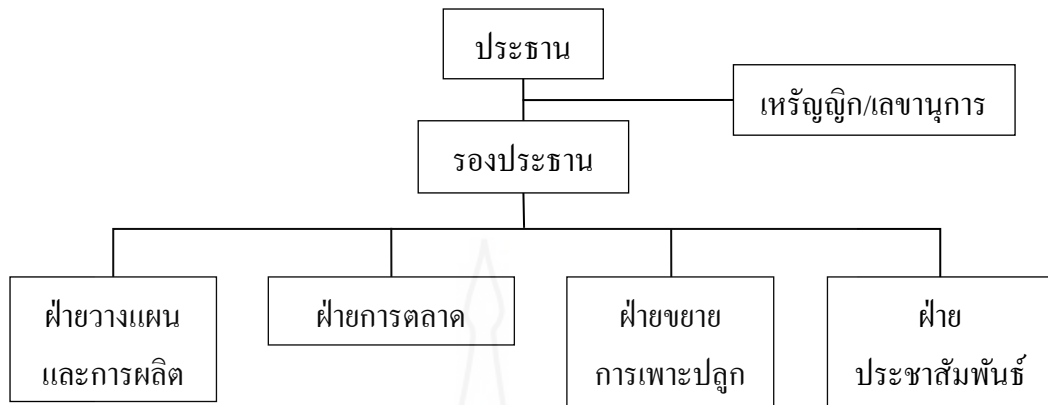 ประธาน
เหรัญญิก/เลขานุการ
รองประธาน
ฝ่ายวางแผน
และการผลิต
ฝ่ายการตลาด
ฝ่ายขยาย
การเพาะปลูก
ฝ่าย
ประชาสัมพันธ์